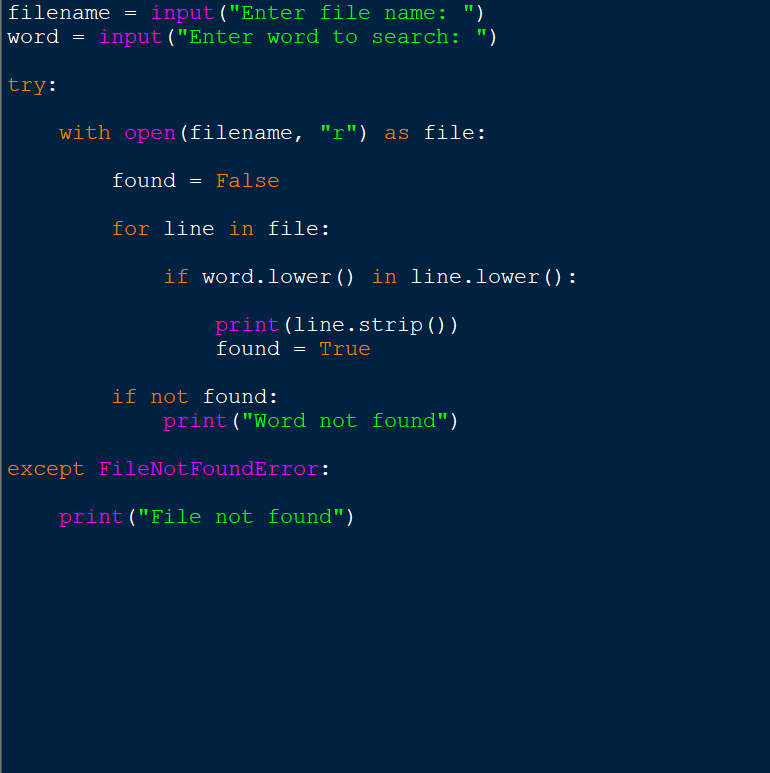 filename = input("Enter file name: ")
word = input("Enter word to search: ")
try:
    with open(filename, "r") as file:
        found = False
        for line in file:
            if word.lower() in line.lower():
                print(line.strip())
                found = True
        if not found:
            print("Word not found")
except FileNotFoundError:
    print("File not found")